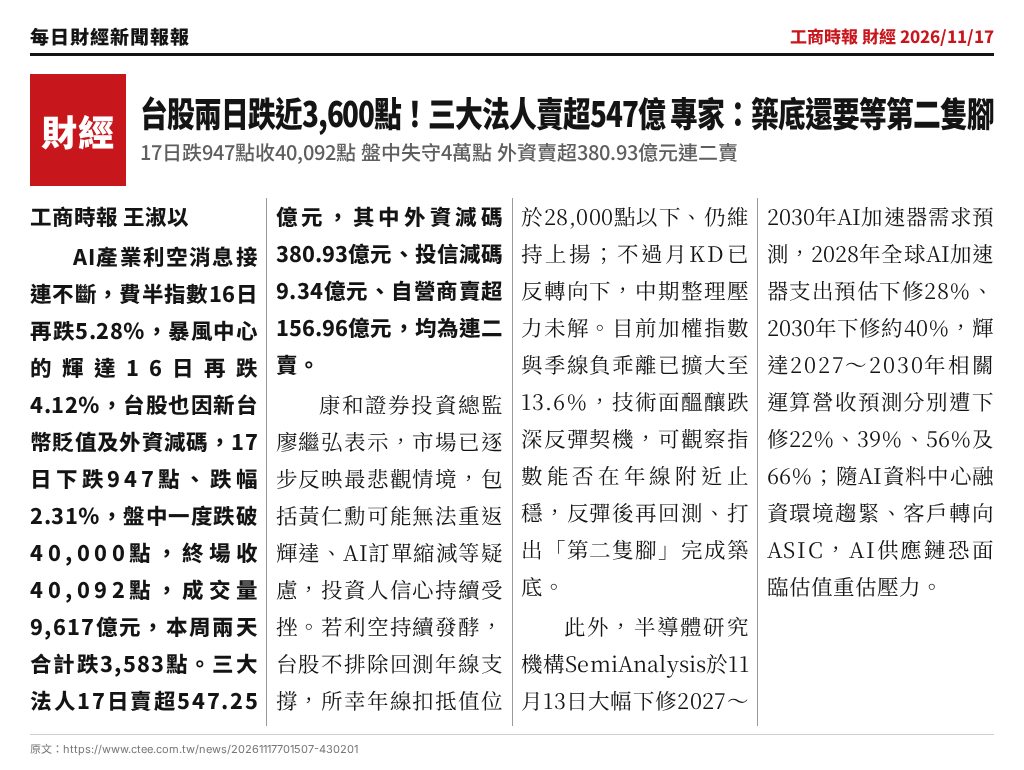 每日財經新聞報報
工商時報 財經 2026/11/17
財經
台股兩日跌近3,600點！三大法人賣超547億 專家：築底還要等第二隻腳
17日跌947點收40,092點 盤中失守4萬點 外資賣超380.93億元連二賣
工商時報 王淑以
AI產業利空消息接
連不斷，費半指數16日
再跌5.28%，暴風中心
的輝達16日再跌
4.12%，台股也因新台
幣貶值及外資減碼，17
日下跌947點、跌幅
2.31%，盤中一度跌破
40,000點，終場收
40,092點，成交量
9,617億元，本周兩天
合計跌3,583點。三大
法人17日賣超547.25
億元，其中外資減碼
380.93億元、投信減碼
9.34億元、自營商賣超
156.96億元，均為連二
賣。
康和證券投資總監
廖繼弘表示，市場已逐
步反映最悲觀情境，包
括黃仁勳可能無法重返
輝達、AI訂單縮減等疑
慮，投資人信心持續受
挫。若利空持續發酵，
台股不排除回測年線支
撐，所幸年線扣抵值位
於28,000點以下、仍維
持上揚；不過月KD已
反轉向下，中期整理壓
力未解。目前加權指數
與季線負乖離已擴大至
13.6%，技術面醞釀跌
深反彈契機，可觀察指
數能否在年線附近止
穩，反彈後再回測、打
出「第二隻腳」完成築
底。
此外，半導體研究
機構SemiAnalysis於11
月13日大幅下修2027～
2030年AI加速器需求預
測，2028年全球AI加速
器支出預估下修28%、
2030年下修約40%，輝
達2027～2030年相關
運算營收預測分別遭下
修22%、39%、56%及
66%；隨AI資料中心融
資環境趨緊、客戶轉向
ASIC，AI供應鏈恐面
臨估值重估壓力。
原文：https://www.ctee.com.tw/news/20261117701507-430201